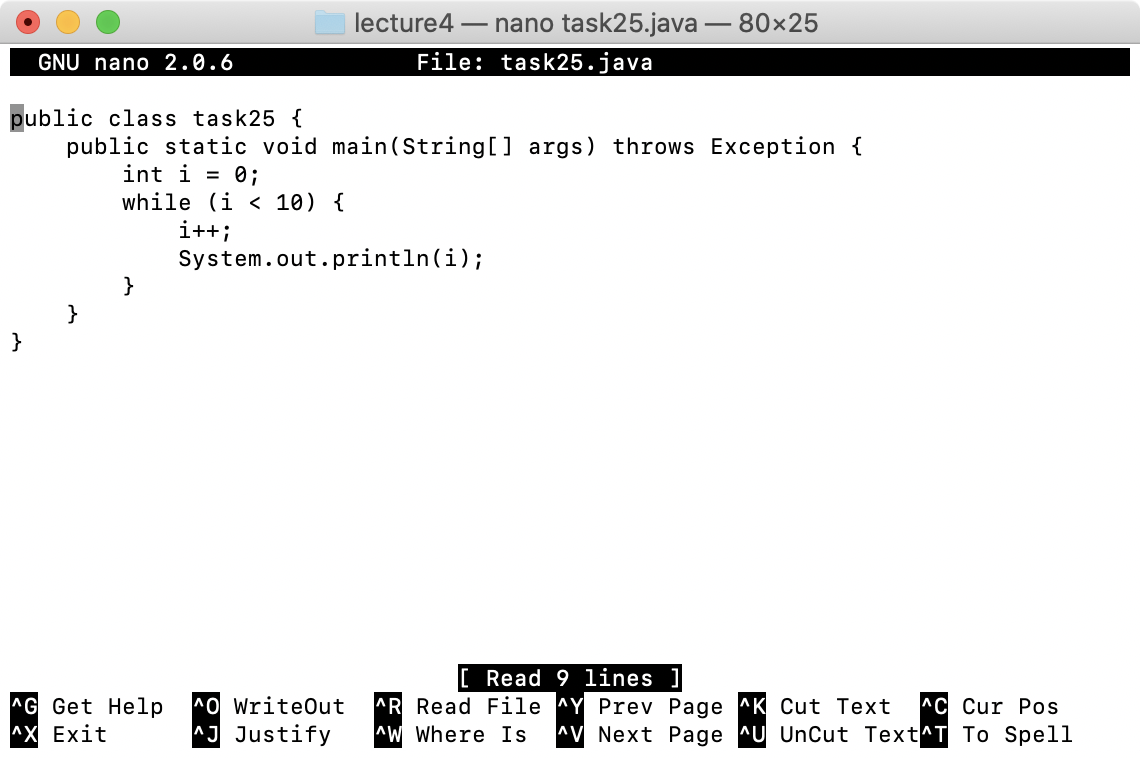 lecture4 — nano task25.java — 80×25
GNU nano 2.0.6 File: task25.java
public class task25 {
    public static void main(String[] args) throws Exception {
        int i = 0;
        while (i < 10) {
            i++;
            System.out.println(i);
        }
    }
}
[ Read 9 lines ]
^G Get Help ^O WriteOut ^R Read File ^Y Prev Page ^K Cut Text ^C Cur Pos
^X Exit ^J Justify ^W Where Is ^V Next Page ^U UnCut Text ^T To Spell